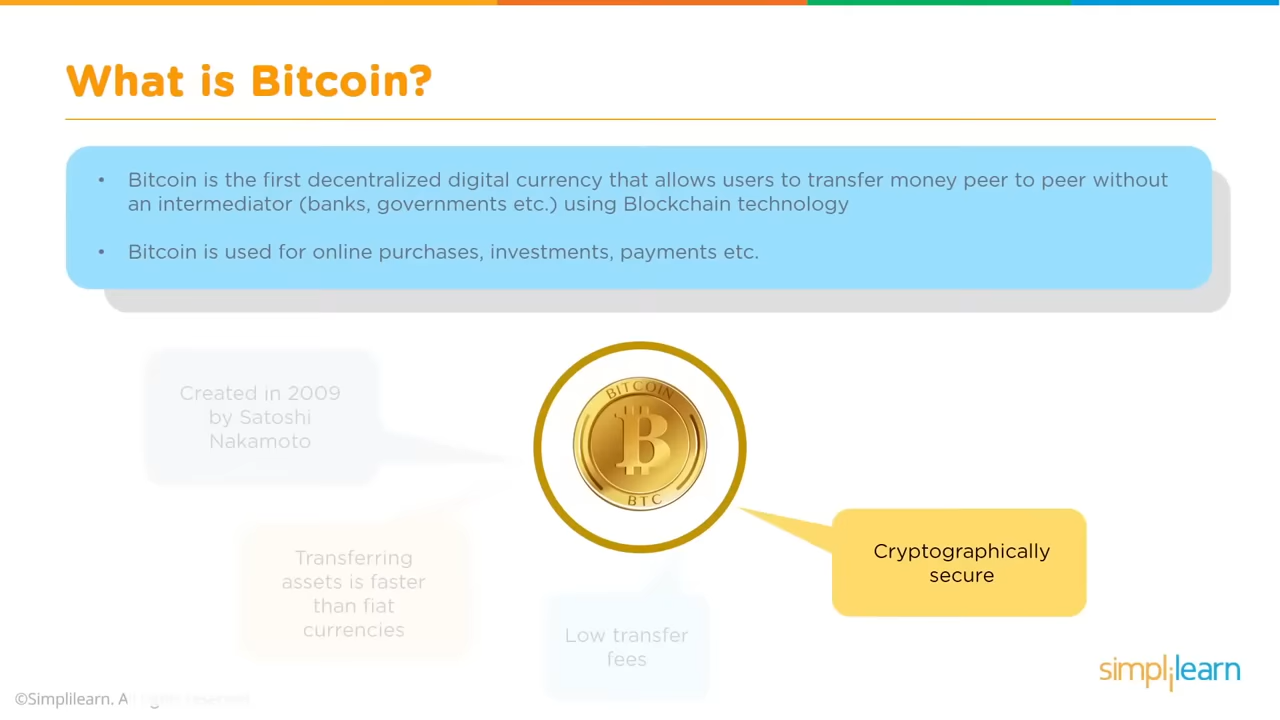 What is Bitcoin?
• Bitcoin is the first decentralized digital currency that allows users to transfer money peer to peer without
an intermediator (banks, governments etc.) using Blockchain technology
• Bitcoin is used for online purchases, investments, payments etc.
Created in 2009
by Satoshi
Nakamoto
BITCOIN
BTC
Cryptographically
secure
Transferring
assets is faster
than fiat
currencies
Low transfer
fees
simplilearn
©Simplilearn. All rights reserved.